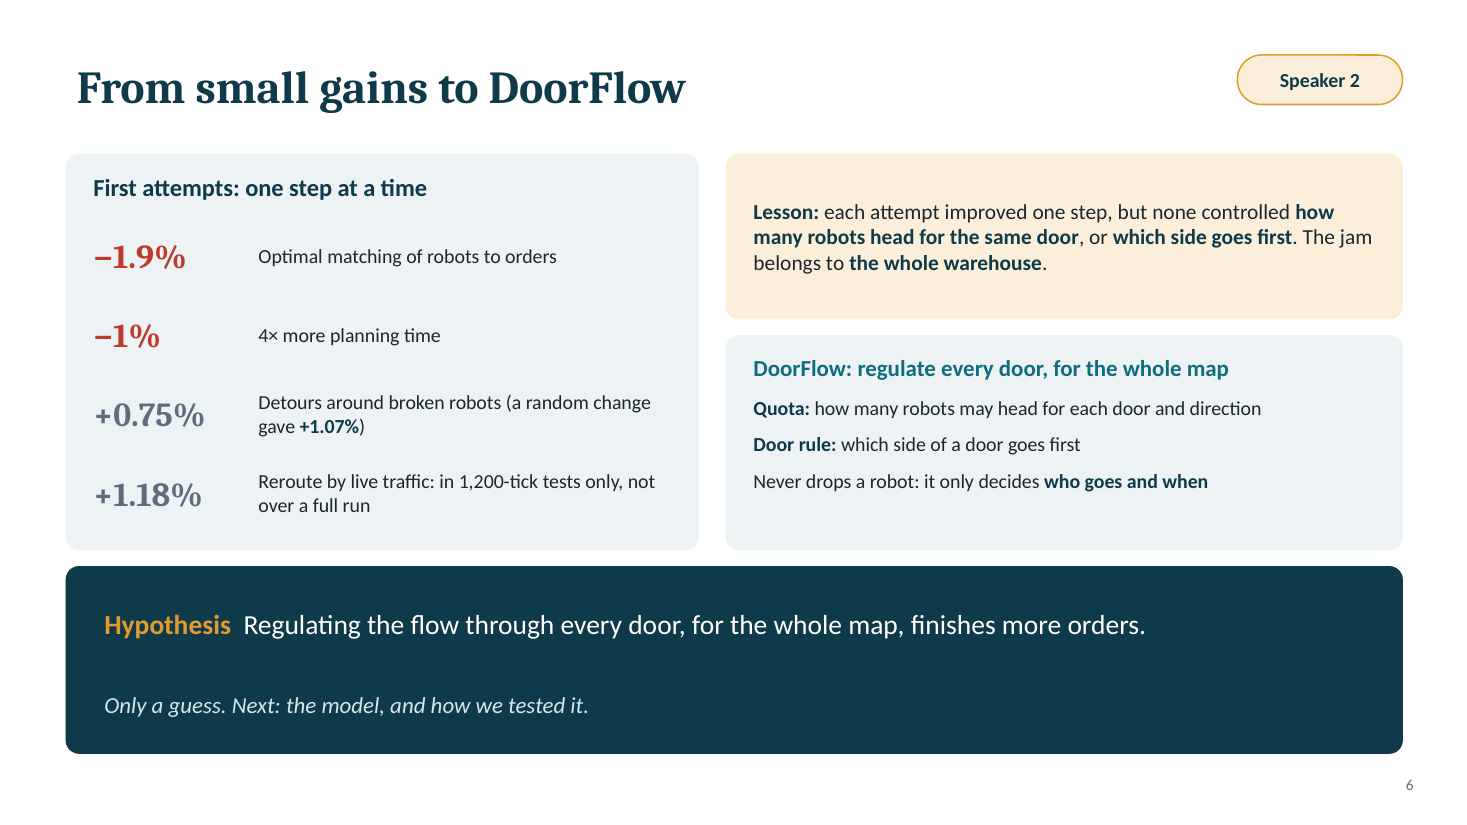 From small gains to DoorFlow
Speaker 2
First attempts: one step at a time
−1.9%
Optimal matching of robots to orders
−1%
4× more planning time
+0.75%
Detours around broken robots (a random change
gave +1.07%)
+1.18%
Reroute by live traffic: in 1,200-tick tests only, not
over a full run
Lesson: each attempt improved one step, but none controlled how
many robots head for the same door, or which side goes first. The jam
belongs to the whole warehouse.
DoorFlow: regulate every door, for the whole map
Quota: how many robots may head for each door and direction
Door rule: which side of a door goes first
Never drops a robot: it only decides who goes and when
Hypothesis Regulating the flow through every door, for the whole map, finishes more orders.
Only a guess. Next: the model, and how we tested it.
6